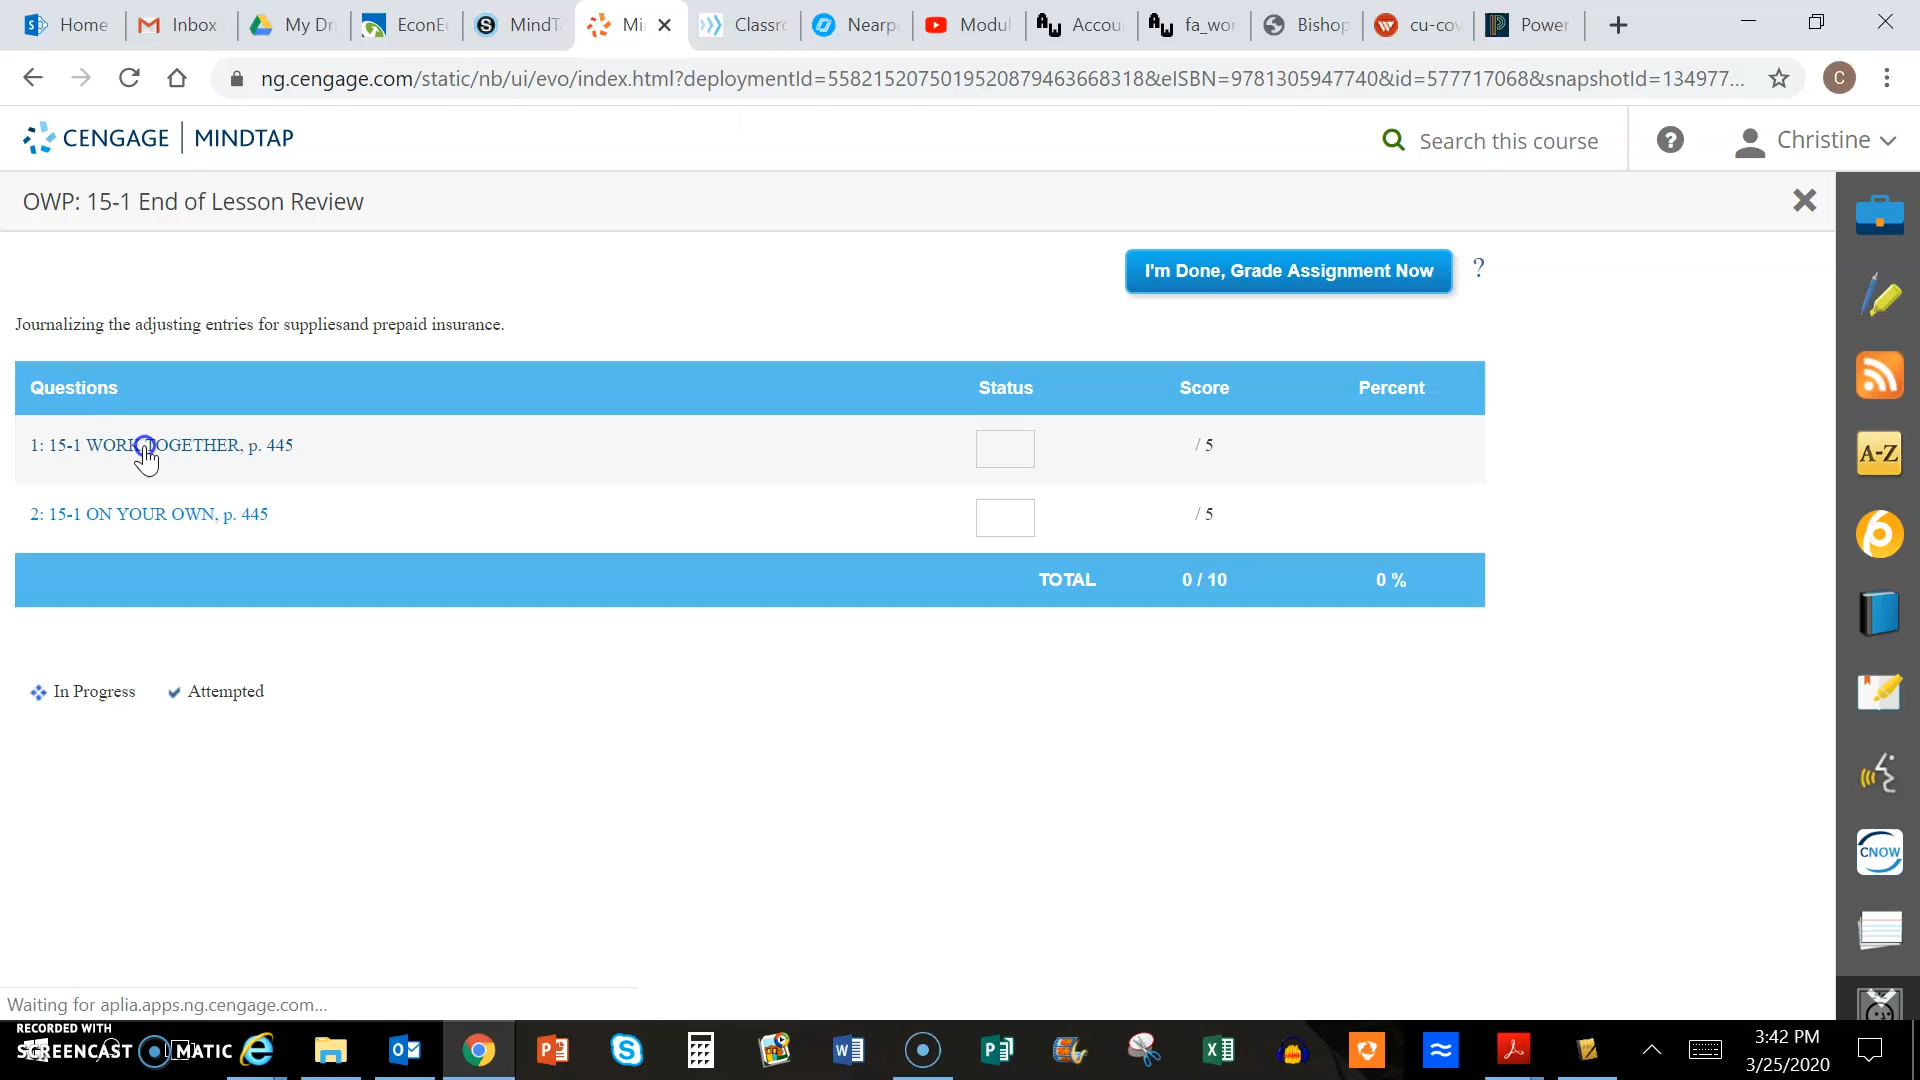 Home
Inbox
My Dri
EconEd
MindT
Mi
Classro
Nearp
Modul
Accou
fa_wor
Bishop
cu-cov
Power
ng.cengage.com/static/nb/ui/evo/index.html?deploymentId=55821520750195208794636683​18&eISBN=9781305947740&id=577717068&snapshotId=134977...
C
CENGAGE | MINDTAP
Search this course
?
Christine
OWP: 15-1 End of Lesson Review
I'm Done, Grade Assignment Now
?
Journalizing the adjusting entries for suppliesand prepaid insurance.
Questions Status Score Percent
1: 15-1 WORK TOGETHER, p. 445 / 5
2: 15-1 ON YOUR OWN, p. 445 / 5
TOTAL 0 / 10 0 %
In Progress Attempted
A-Z
CNOW
Waiting for aplia.apps.ng.cengage.com...
RECORDED WITH
SCREENCAST MATIC
3:42 PM
3/25/2020